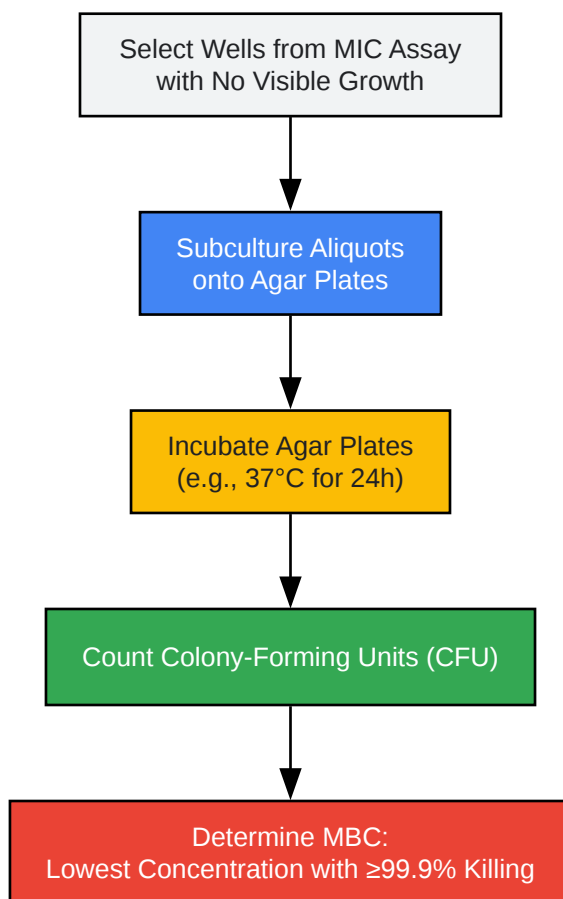 Select Wells from MIC Assay
with No Visible Growth
Subculture Aliquots
onto Agar Plates
Incubate Agar Plates
(e.g., 37°C for 24h)
Count Colony-Forming Units (CFU)
Determine MBC:
Lowest Concentration with ≥99.9% Killing